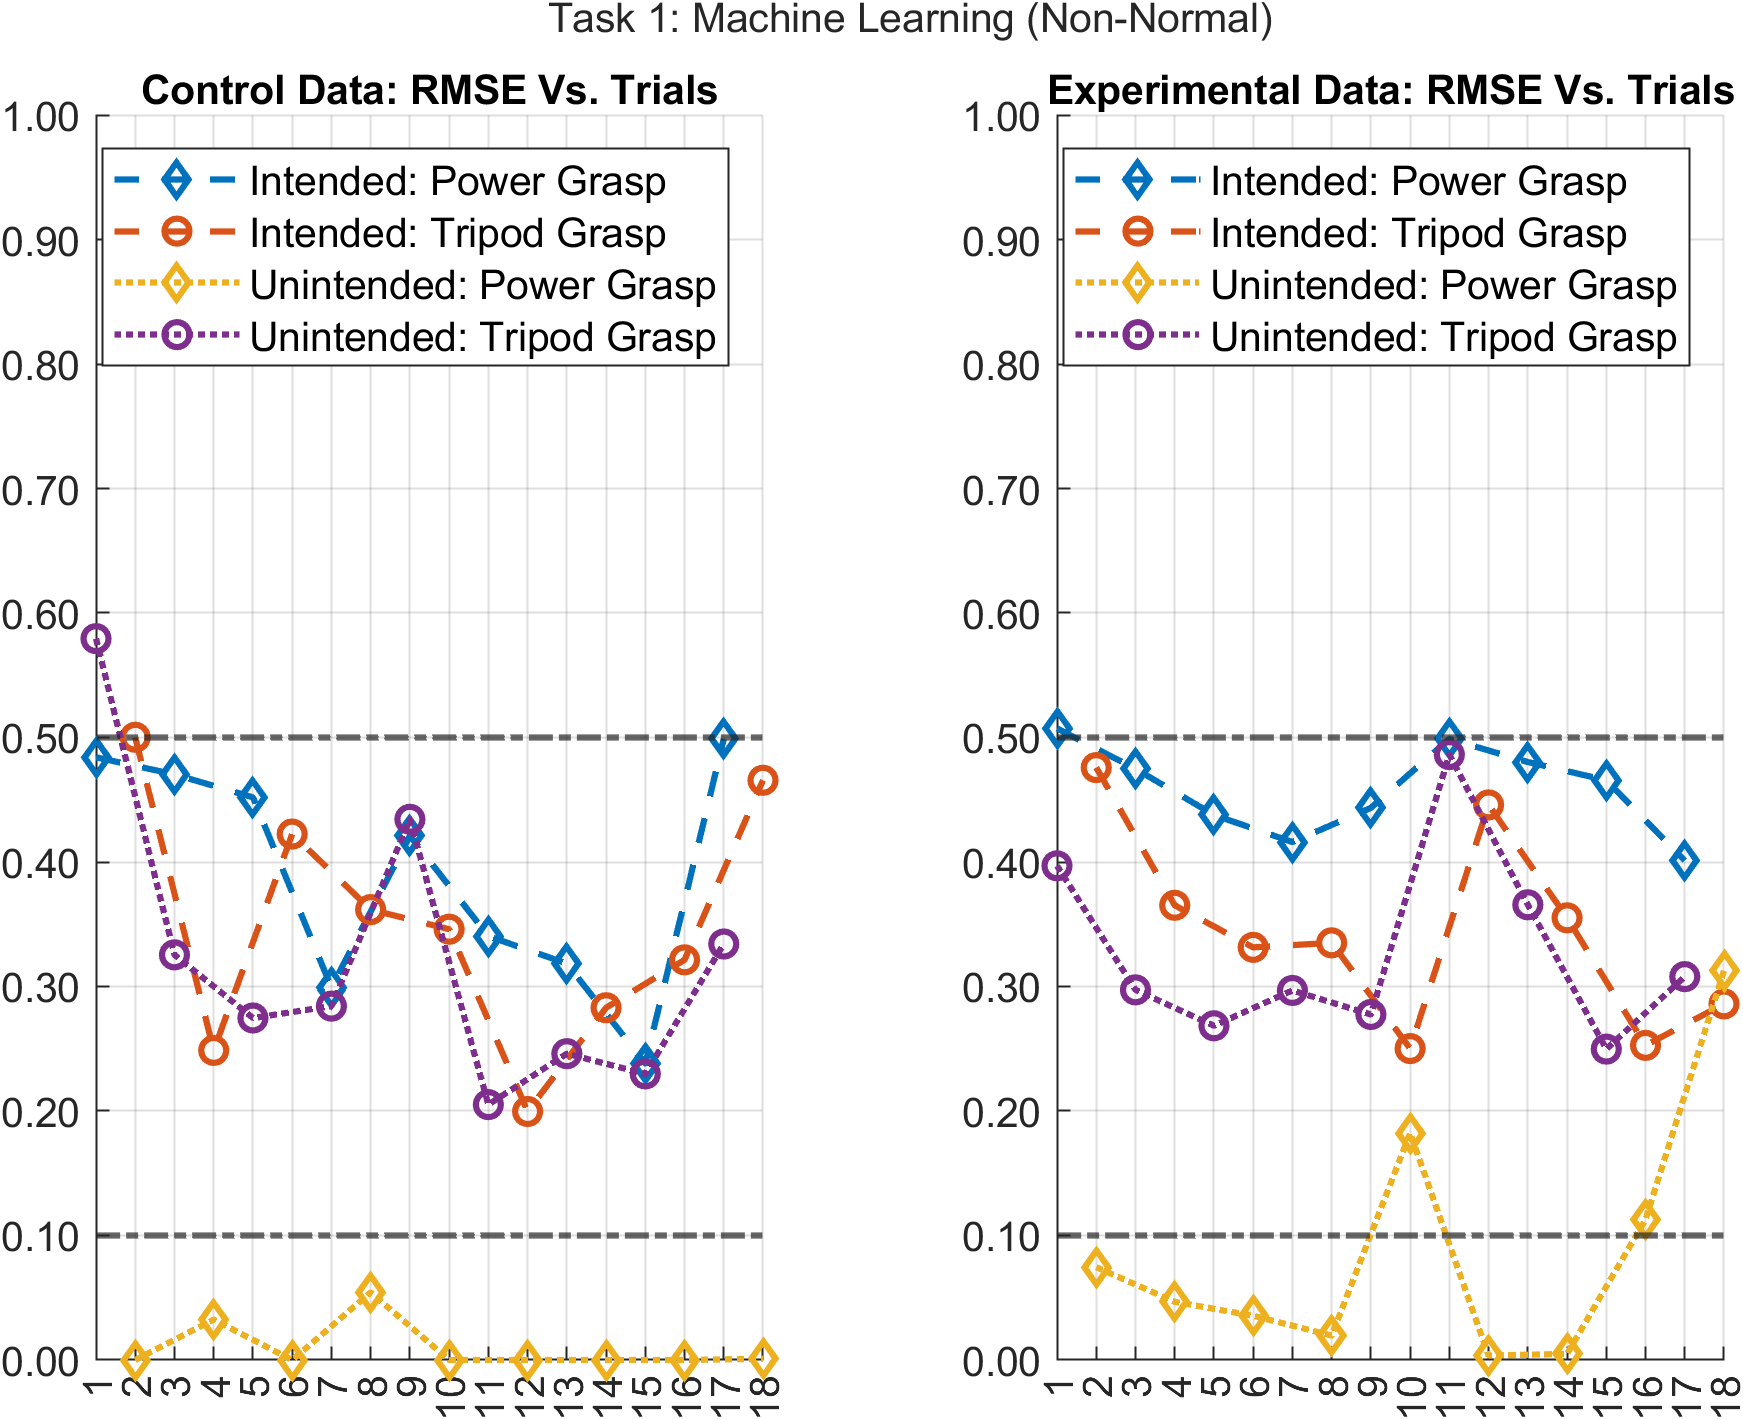 Task 1: Machine Learning (Non-Normal)
Control Data: RMSE Vs. Trials
1.00
0.90
0.80
0.70
0.60
0.50
0.40
0.30
0.20
0.10
0.00
Intended: Power Grasp
Intended: Tripod Grasp
Unintended: Power Grasp
Unintended: Tripod Grasp
1 2 3 4 5 6 7 8 9 10 11 12 13 14 15 16 17 18
Experimental Data: RMSE Vs. Trials
1.00
0.90
0.80
0.70
0.60
0.50
0.40
0.30
0.20
0.10
0.00
Intended: Power Grasp
Intended: Tripod Grasp
Unintended: Power Grasp
Unintended: Tripod Grasp
1 2 3 4 5 6 7 8 9 10 11 12 13 14 15 16 17 18